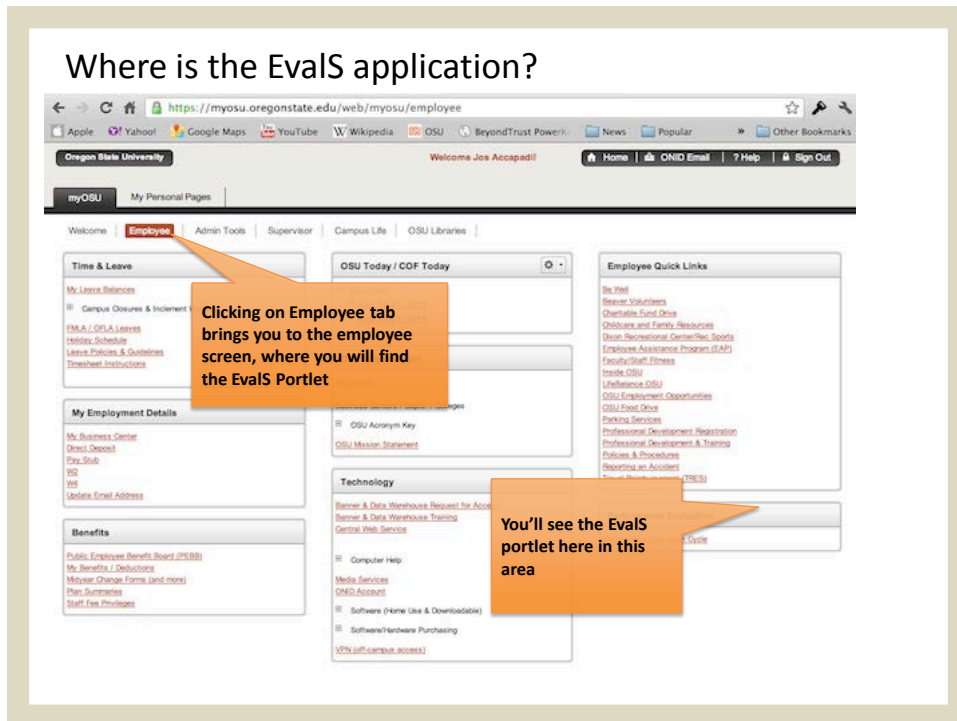 Where is the EvalS application?
https://myosu.oregonstate.edu/web/myosu/employee
Apple Yahoo! Google Maps YouTube Wikipedia OSU BeyondTrust Powerk News Popular » Other Bookmarks
Oregon State University Welcome Jos Accapadi! Home ONID Email ? Help Sign Out
myOSU My Personal Pages
Welcome Employee Admin Tools Supervisor Campus Life OSU Libraries
Time & Leave
My Leave Balances
Campus Closures & Inclement
FMLA / OFLA Leaves
Holiday Schedule
Leave Policies & Guidelines
Timesheet Instructions
My Employment Details
My Business Center
Direct Deposit
Pay Stub
W2
W4
Update Email Address
Benefits
Public Employee Benefit Board (PEBB)
My Benefits / Deductions
Midyear Change Forms (and more)
Plan Summaries
Staff Fee Privileges
Clicking on Employee tab
brings you to the employee
screen, where you will find
the EvalS Portlet
OSU Today / COF Today
OSU Acronym Key
OSU Mission Statement
Technology
Banner & Data Warehouse Request for Acce
Banner & Data Warehouse Training
Central Web Service
Computer Help
Media Services
ONID Account
Software (Home Use & Downloadable)
Software/Hardware Purchasing
VPN (off-campus access)
Employee Quick Links
Be Well
Beaver Volunteers
Charitable Fund Drive
Childcare and Family Resources
Dixon Recreational Center/Rec Sports
Employee Assistance Program (EAP)
Faculty/Staff Fitness
Inside OSU
LifeBalance OSU
OSU Employment Opportunities
OSU Food Drive
Parking Services
Professional Development Registration
Professional Development & Training
Policies & Procedures
Reporting an Accident
(TRES)
Cycle
You'll see the EvalS
portlet here in this
area